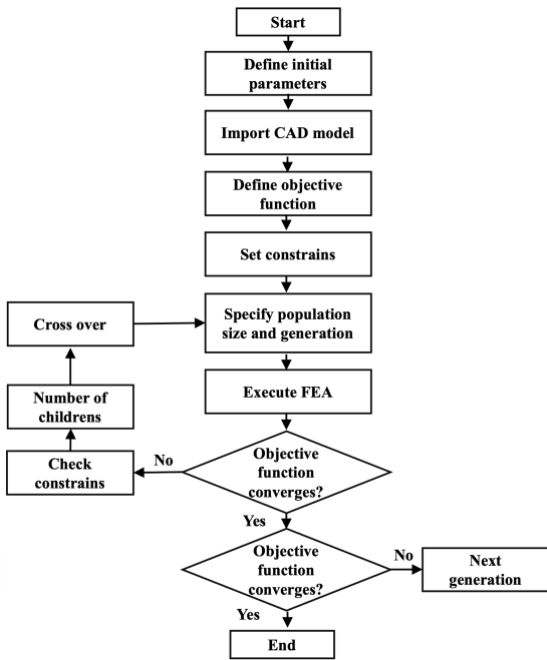 Start
Define initial
parameters
Import CAD model
Define objective
function
Set constrains
Cross over
Specify population
size and generation
Number of
childrens
Execute FEA
Check
constrains
No
Objective
function
converges?
Yes
Objective
function
converges?
No
Next
generation
Yes
End